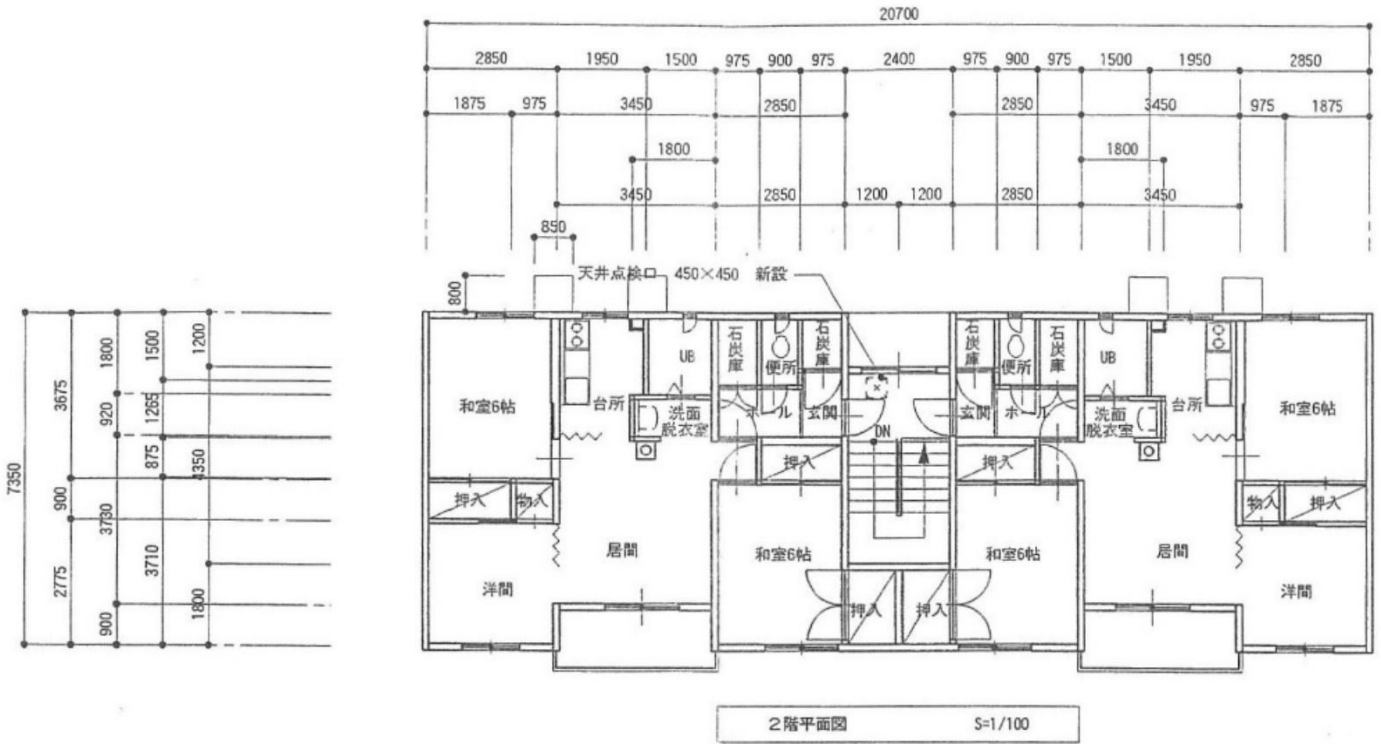 20700
2850 1950 1500 975 900 975 2400 975 900 975 1500 1950 2850
1875 975 3450 2850 2850 3450 975 1875
1800 1800
3450 2850 1200 1200 2850 3450
850
天井点検口 450×450 新設
800
7350
3675 900 2775
1800 920 3730 900
1500 1265 875 3710
1200 4350 1800
和室6帖 台所 UB 石炭庫 便所 石炭庫 石炭庫 便所 石炭庫 UB 台所 和室6帖
洗面脱衣室 ホール 玄関 玄関 ホール 洗面脱衣室
DN
押入 押入
押入 物入 物入 押入
洋間 居間 和室6帖 和室6帖 居間 洋間
押入 押入
2階平面図 S=1/100